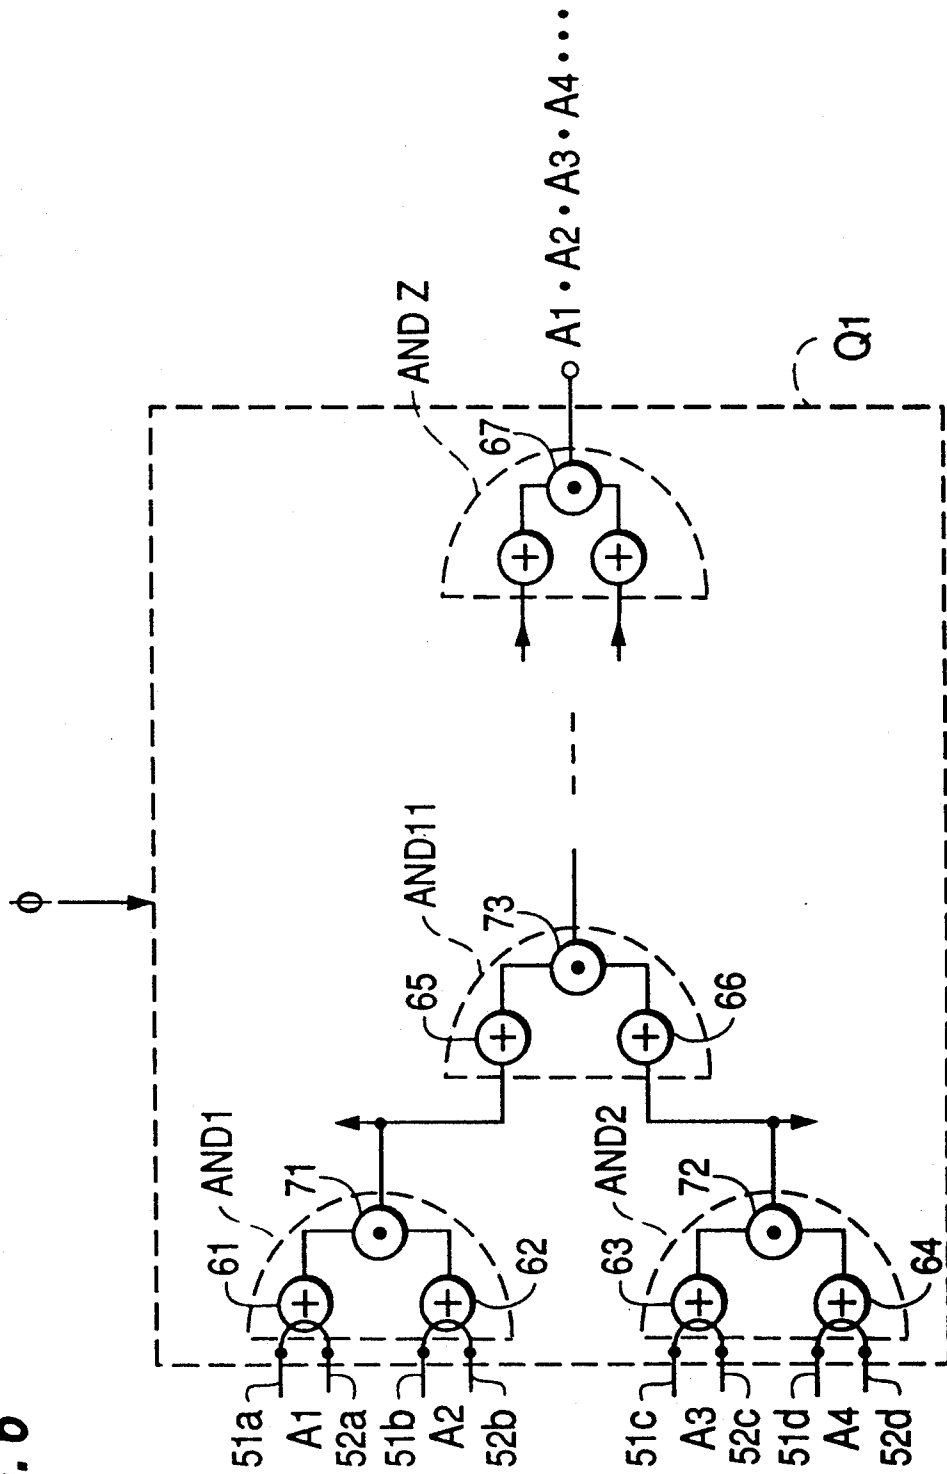 φ
A1 • A2 • A3 • A4 • • •
AND Z
Q1
67
AND11
73
65
66
AND1
AND2
71
72
61
62
63
64
51a
A1
52a
51b
A2
52b
51c
A3
52c
51d
A4
52d
. 6